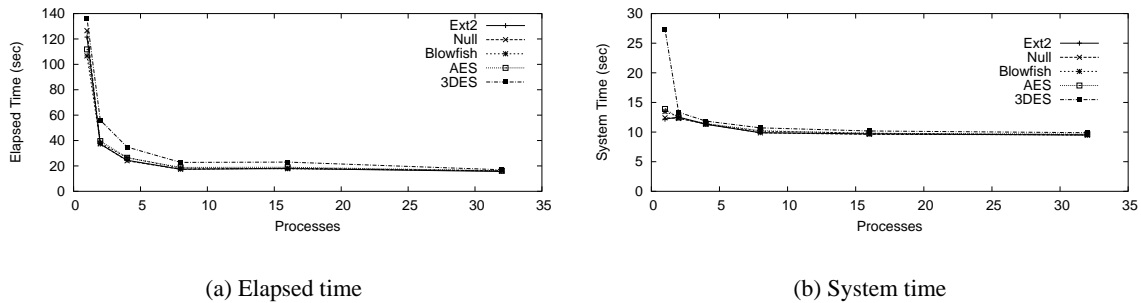 140
120
100
80
60
40
20
0
Elapsed Time (sec)
0 5 10 15 20 25 30 35
Processes
Ext2
Null
Blowfish
AES
3DES
(a) Elapsed time
30
25
20
15
10
5
0
System Time (sec)
0 5 10 15 20 25 30 35
Processes
Ext2
Null
Blowfish
AES
3DES
(b) System time